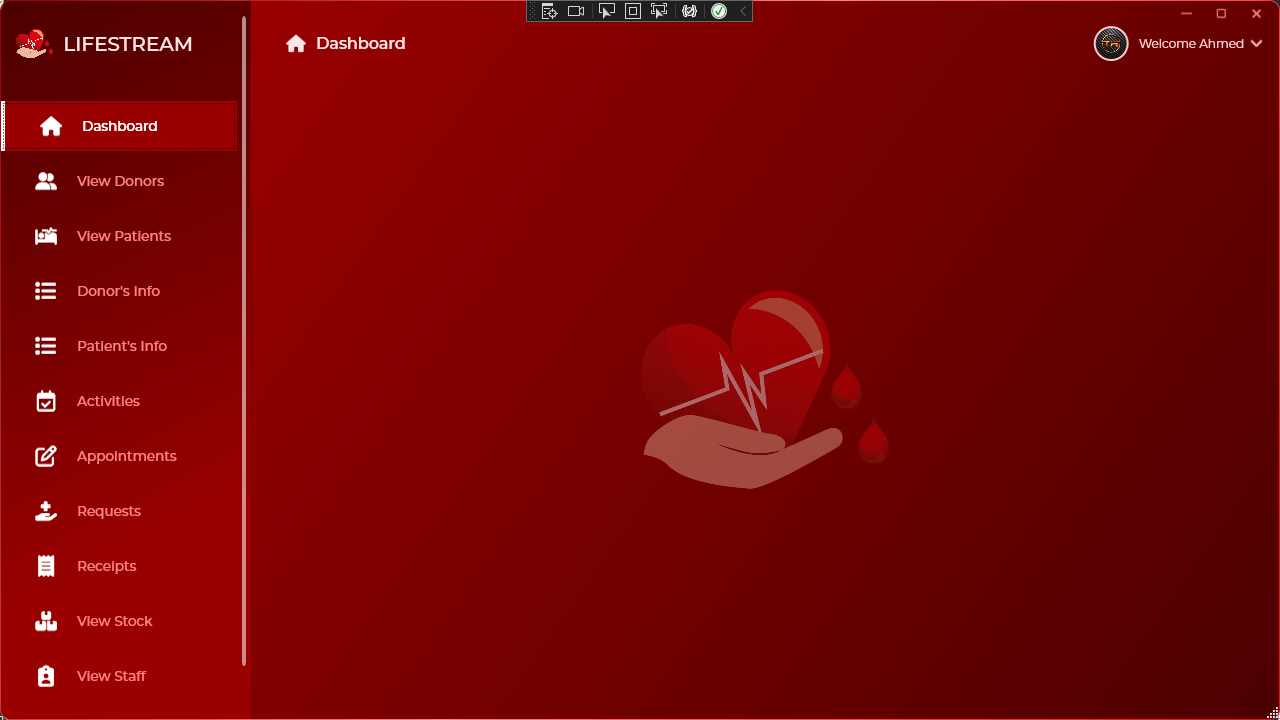 LIFESTREAM
Dashboard
Welcome Ahmed
Dashboard
View Donors
View Patients
Donor's Info
Patient's Info
Activities
Appointments
Requests
Receipts
View Stock
View Staff